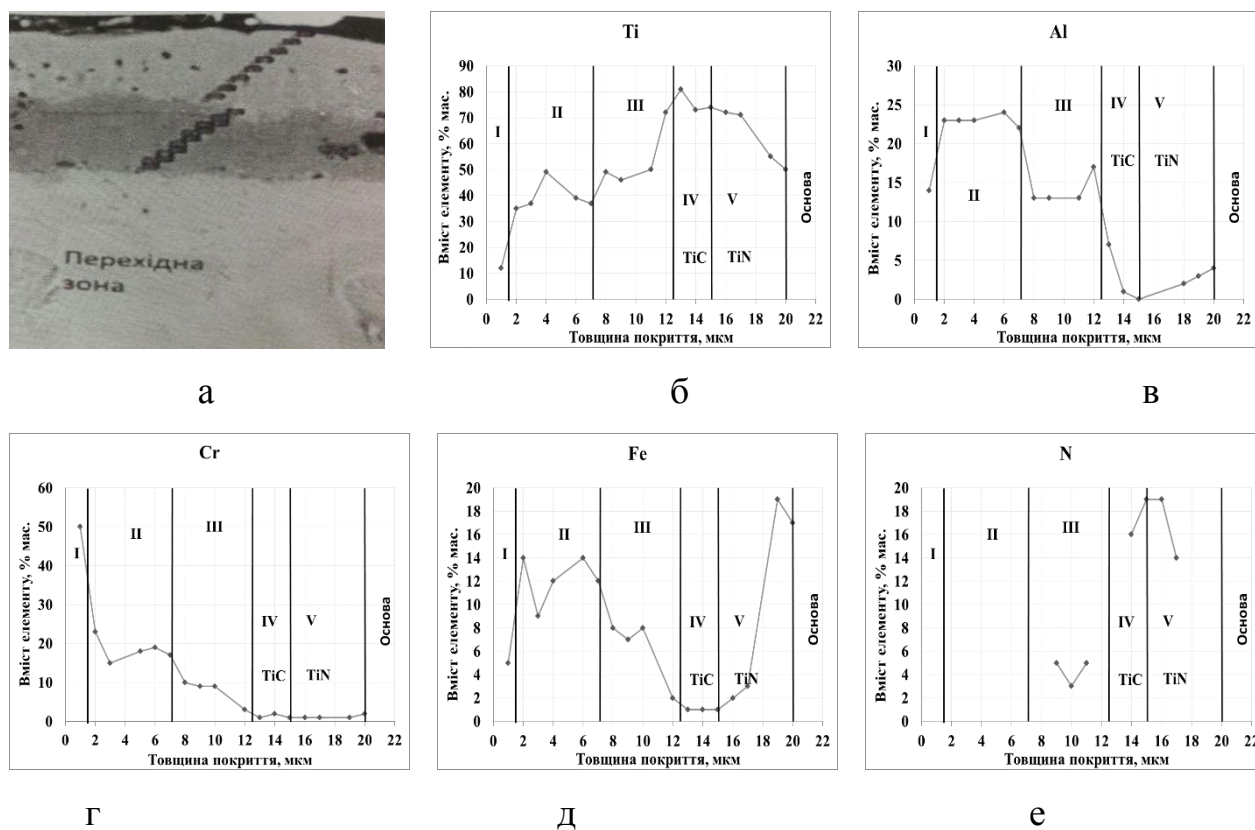 Перехідна
зона
а
Ti
Вміст елементу, % мас.
90
80
70
60
50
40
30
20
10
0
I
II
III
IV
V
TiC
TiN
Основа
0 2 4 6 8 10 12 14 16 18 20 22
Товщина покриття, мкм
б
Al
Вміст елементу, % мас.
30
25
20
15
10
5
0
I
II
III
IV
V
TiC
TiN
Основа
0 2 4 6 8 10 12 14 16 18 20 22
Товщина покриття, мкм
в
Cr
Вміст елементу, % мас.
60
50
40
30
20
10
0
I
II
III
IV
V
TiC
TiN
Основа
0 2 4 6 8 10 12 14 16 18 20 22
Товщина покриття, мкм
г
Fe
Вміст елементу, % мас.
20
18
16
14
12
10
8
6
4
2
0
I
II
III
IV
V
TiC
TiN
Основа
0 2 4 6 8 10 12 14 16 18 20 22
Товщина покриття, мкм
д
N
Вміст елементу, % мас.
20
18
16
14
12
10
8
6
4
2
0
I
II
III
IV
V
TiC
TiN
Основа
0 2 4 6 8 10 12 14 16 18 20 22
Товщина покриття, мкм
е